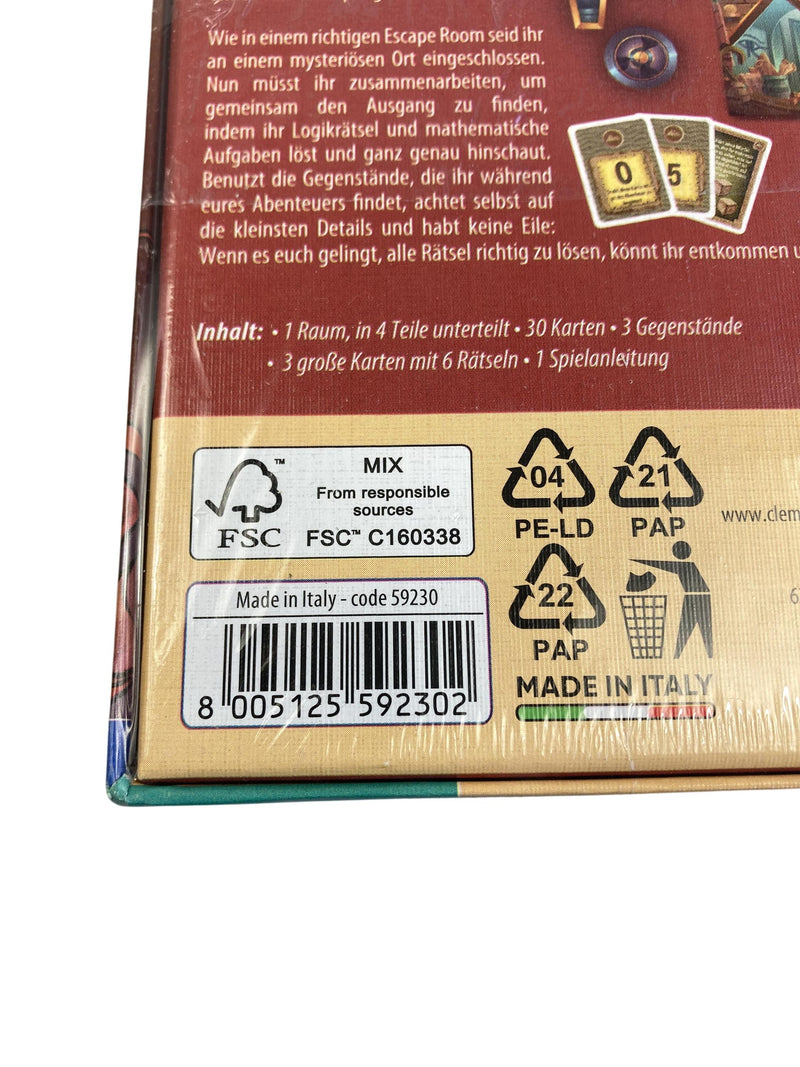 Wie in einem richtigen Escape Room seid ihr
an einem mysteriösen Ort eingeschlossen.
Nun müsst ihr zusammenarbeiten, um
gemeinsam den Ausgang zu finden,
indem ihr Logikrätsel und mathematische
Aufgaben löst und ganz genau hinschaut.
Benutzt die Gegenstände, die ihr während
eures Abenteuers findet, achtet selbst auf
die kleinsten Details und habt keine Eile:
Wenn es euch gelingt, alle Rätsel richtig zu lösen, könnt ihr entkommen u
0
5
Inhalt: • 1 Raum, in 4 Teile unterteilt • 30 Karten • 3 Gegenstände
• 3 große Karten mit 6 Rätseln • 1 Spielanleitung
FSC™
MIX
From responsible
sources
FSC™ C160338
04
PE-LD
21
PAP
www.clem
22
PAP
Made in Italy - code 59230
8 005125 592302
MADE IN ITALY